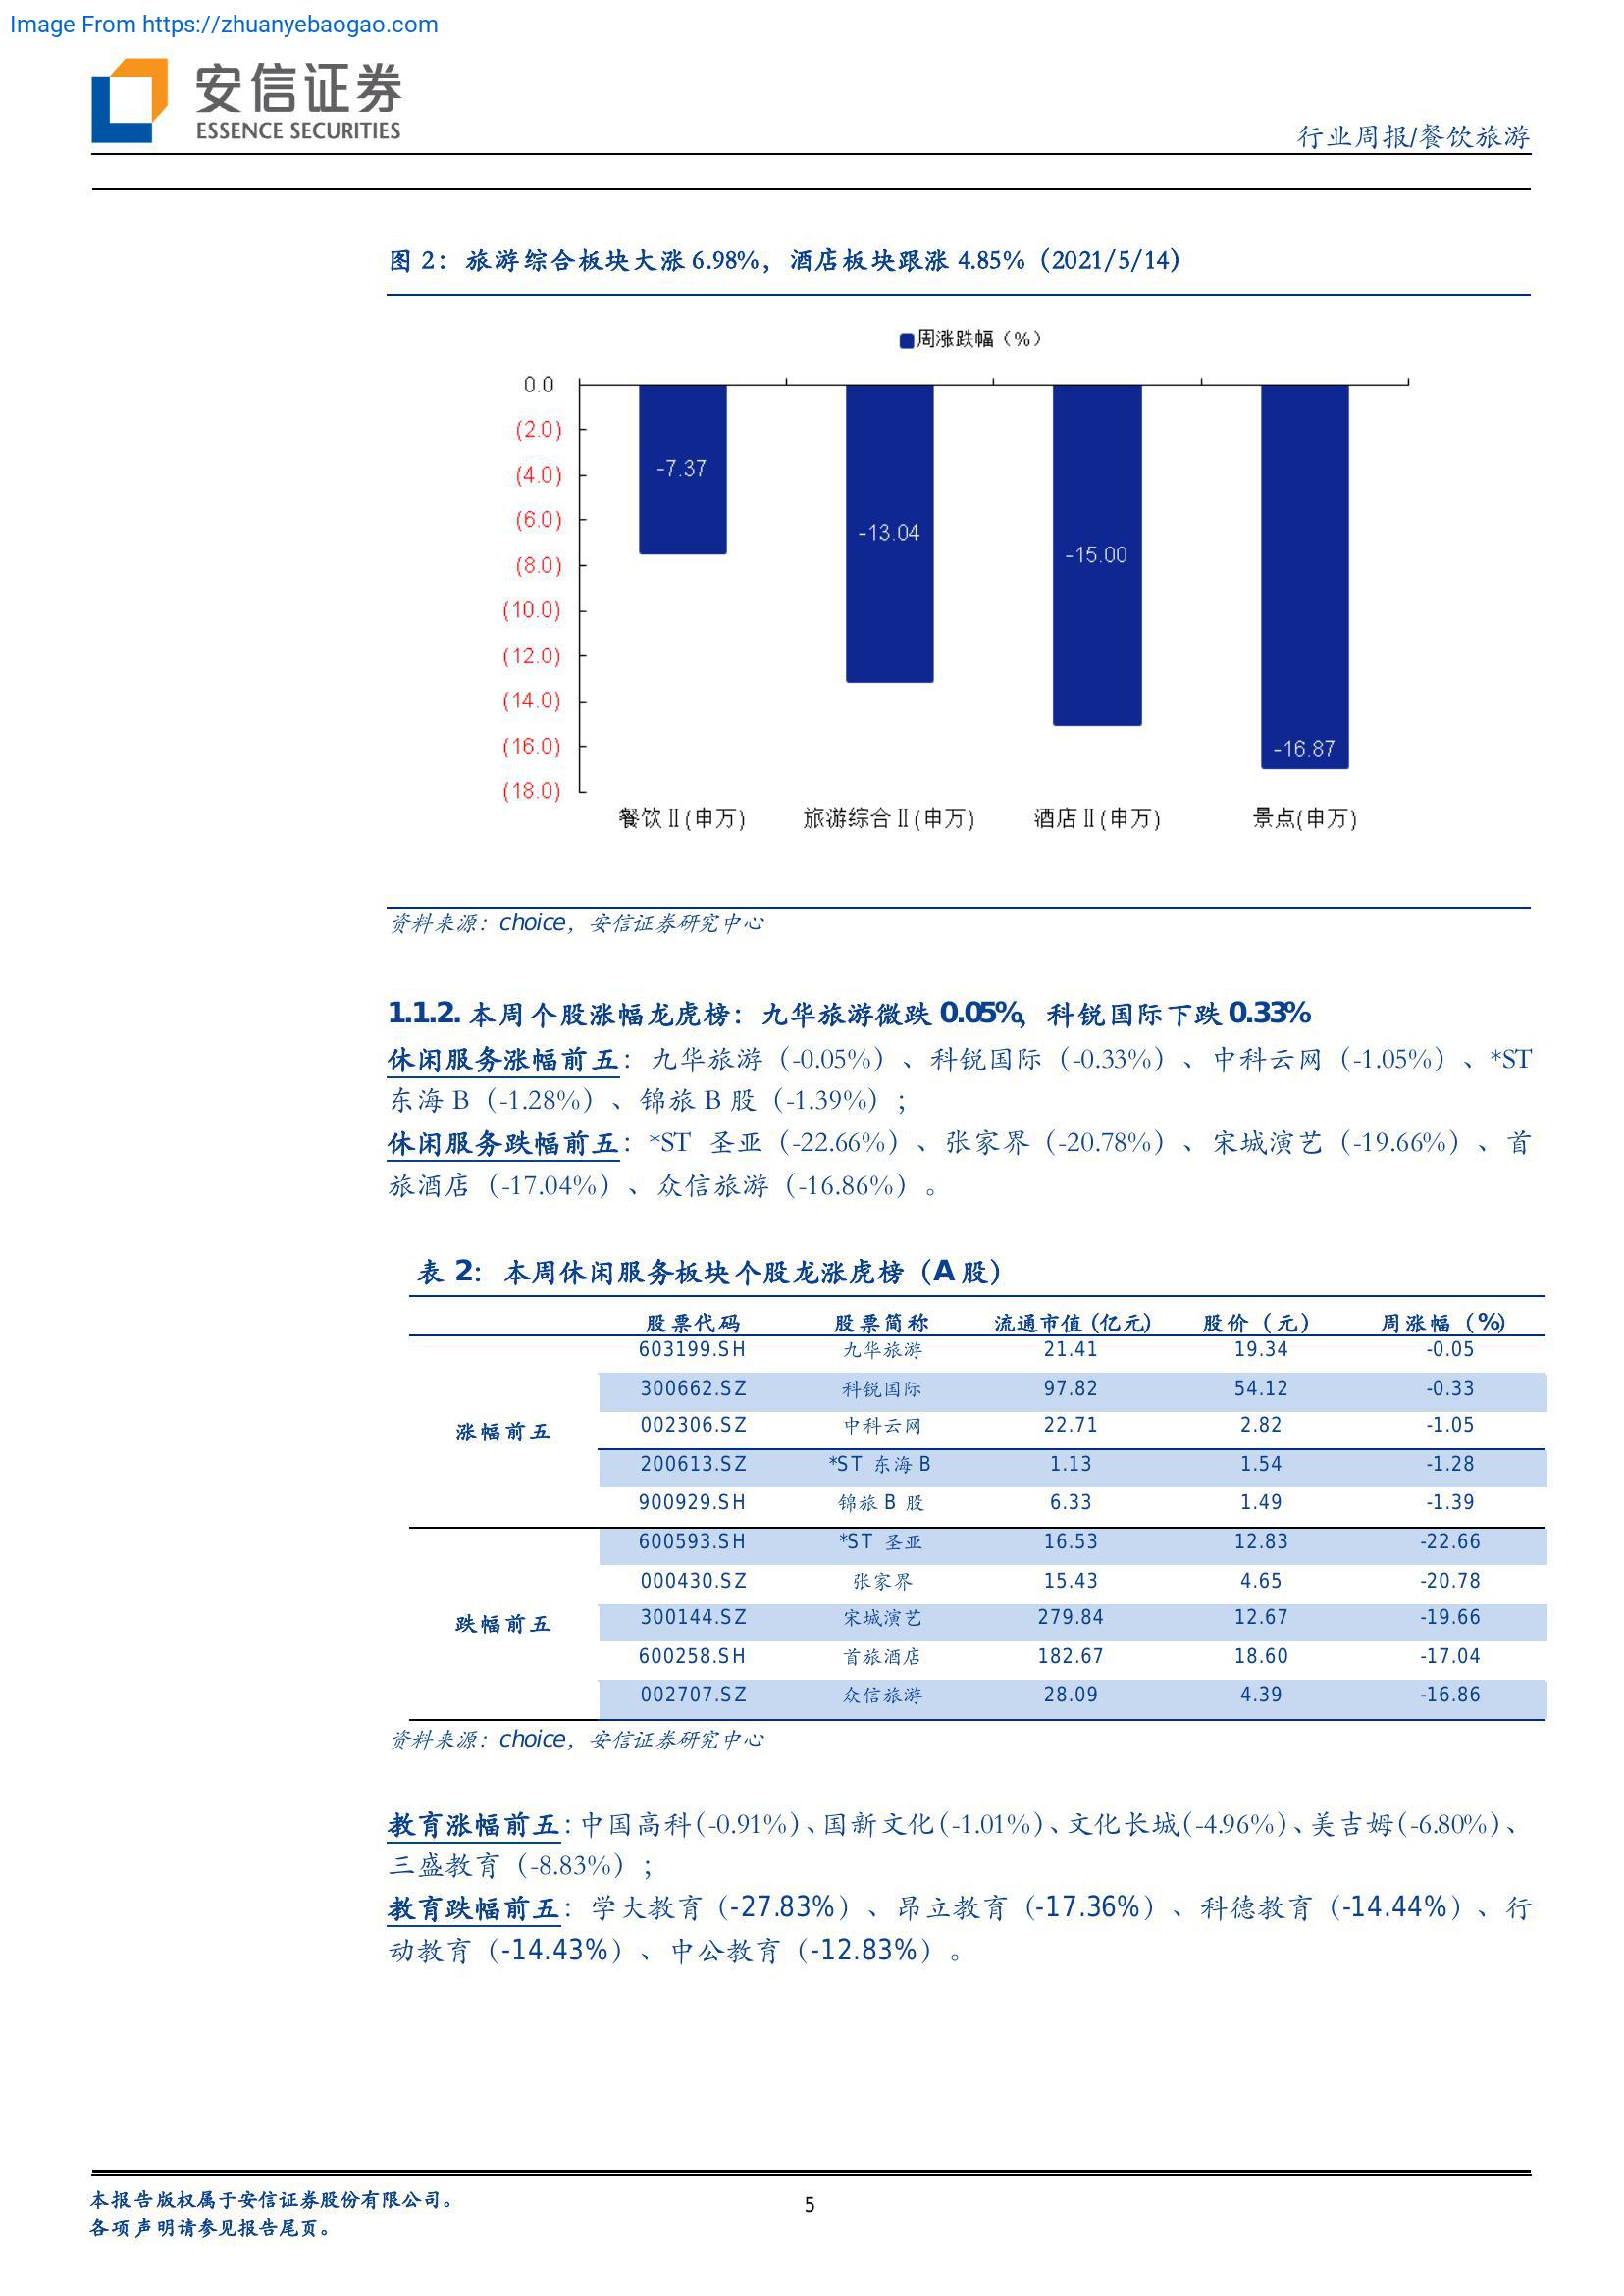 Image From https://zhuanyebaogao.com
安信证券
ESSENCE SECURITIES
行业周报/餐饮旅游
图 2：旅游综合板块大涨 6.98%，酒店板块跟涨 4.85%（2021/5/14）
周涨跌幅（%）
0.0
(2.0)
(4.0)
(6.0)
(8.0)
(10.0)
(12.0)
(14.0)
(16.0)
(18.0)
-7.37
-13.04
-15.00
-16.87
餐饮Ⅱ(申万) 旅游综合Ⅱ(申万) 酒店Ⅱ(申万) 景点(申万)
资料来源：choice，安信证券研究中心
1.1.2. 本周个股涨幅龙虎榜：九华旅游微跌 0.05%，科锐国际下跌 0.33%
休闲服务涨幅前五：九华旅游（-0.05%）、科锐国际（-0.33%）、中科云网（-1.05%）、*ST
东海 B（-1.28%）、锦旅 B 股（-1.39%）；
休闲服务跌幅前五：*ST 圣亚（-22.66%）、张家界（-20.78%）、宋城演艺（-19.66%）、首
旅酒店（-17.04%）、众信旅游（-16.86%）。
表 2：本周休闲服务板块个股龙涨虎榜（A 股）
股票代码 股票简称 流通市值(亿元) 股价（元） 周涨幅（%）
603199.SH 九华旅游 21.41 19.34 -0.05
300662.SZ 科锐国际 97.82 54.12 -0.33
涨幅前五 002306.SZ 中科云网 22.71 2.82 -1.05
200613.SZ *ST 东海 B 1.13 1.54 -1.28
900929.SH 锦旅 B 股 6.33 1.49 -1.39
600593.SH *ST 圣亚 16.53 12.83 -22.66
000430.SZ 张家界 15.43 4.65 -20.78
跌幅前五 300144.SZ 宋城演艺 279.84 12.67 -19.66
600258.SH 首旅酒店 182.67 18.60 -17.04
002707.SZ 众信旅游 28.09 4.39 -16.86
资料来源：choice，安信证券研究中心
教育涨幅前五：中国高科(-0.91%)、国新文化(-1.01%)、文化长城(-4.96%)、美吉姆(-6.80%)、
三盛教育（-8.83%）；
教育跌幅前五：学大教育（-27.83%）、昂立教育（-17.36%）、科德教育（-14.44%）、行
动教育（-14.43%）、中公教育（-12.83%）。
本报告版权属于安信证券股份有限公司。
各项声明请参见报告尾页。
5